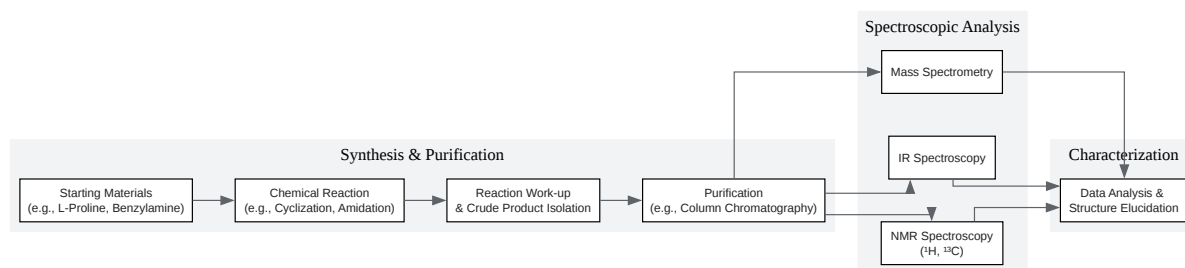 Spectroscopic Analysis
Mass Spectrometry
IR Spectroscopy
NMR Spectroscopy
(¹H, ¹³C)
Synthesis & Purification
Starting Materials
(e.g., L-Proline, Benzylamine)
Chemical Reaction
(e.g., Cyclization, Amidation)
Reaction Work-up
& Crude Product Isolation
Purification
(e.g., Column Chromatography)
Characterization
Data Analysis &
Structure Elucidation